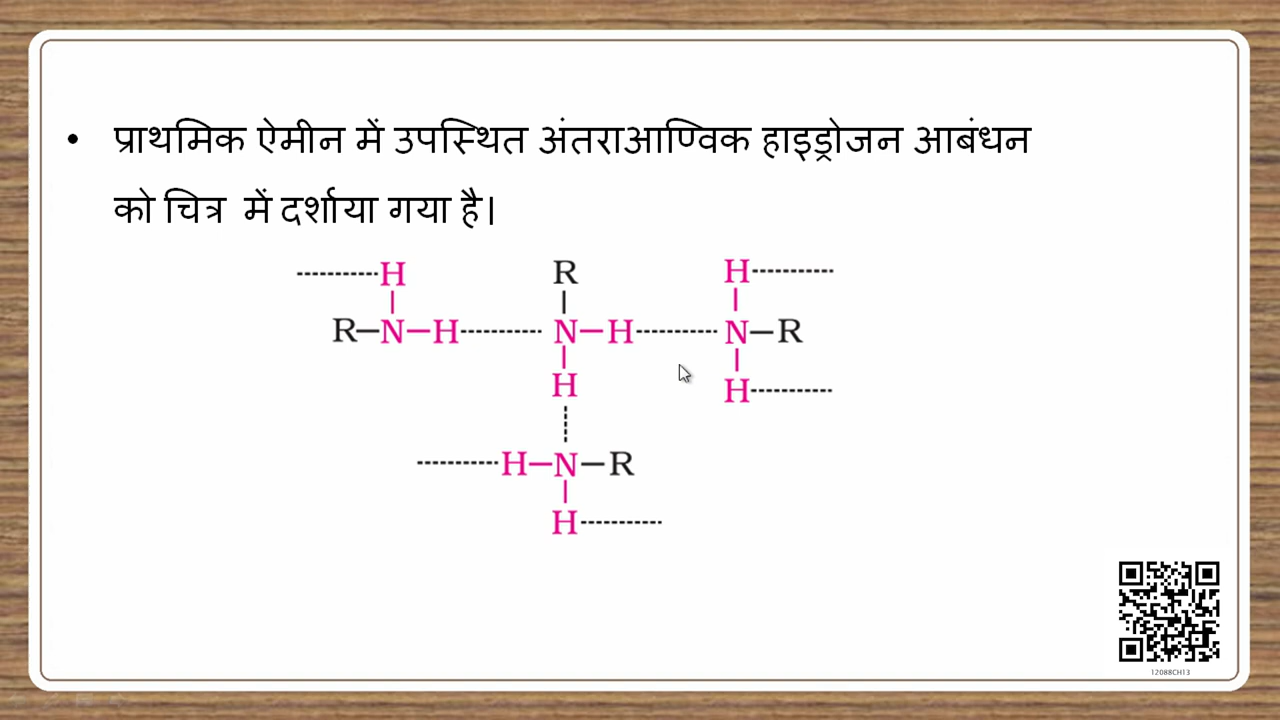 • प्राथमिक ऐमीन में उपस्थित अंतराआण्विक हाइड्रोजन आबंधन
को चित्र में दर्शाया गया है।
H R H
R–N–H N–H N–R
H H
H–N–R
H
12088CH13